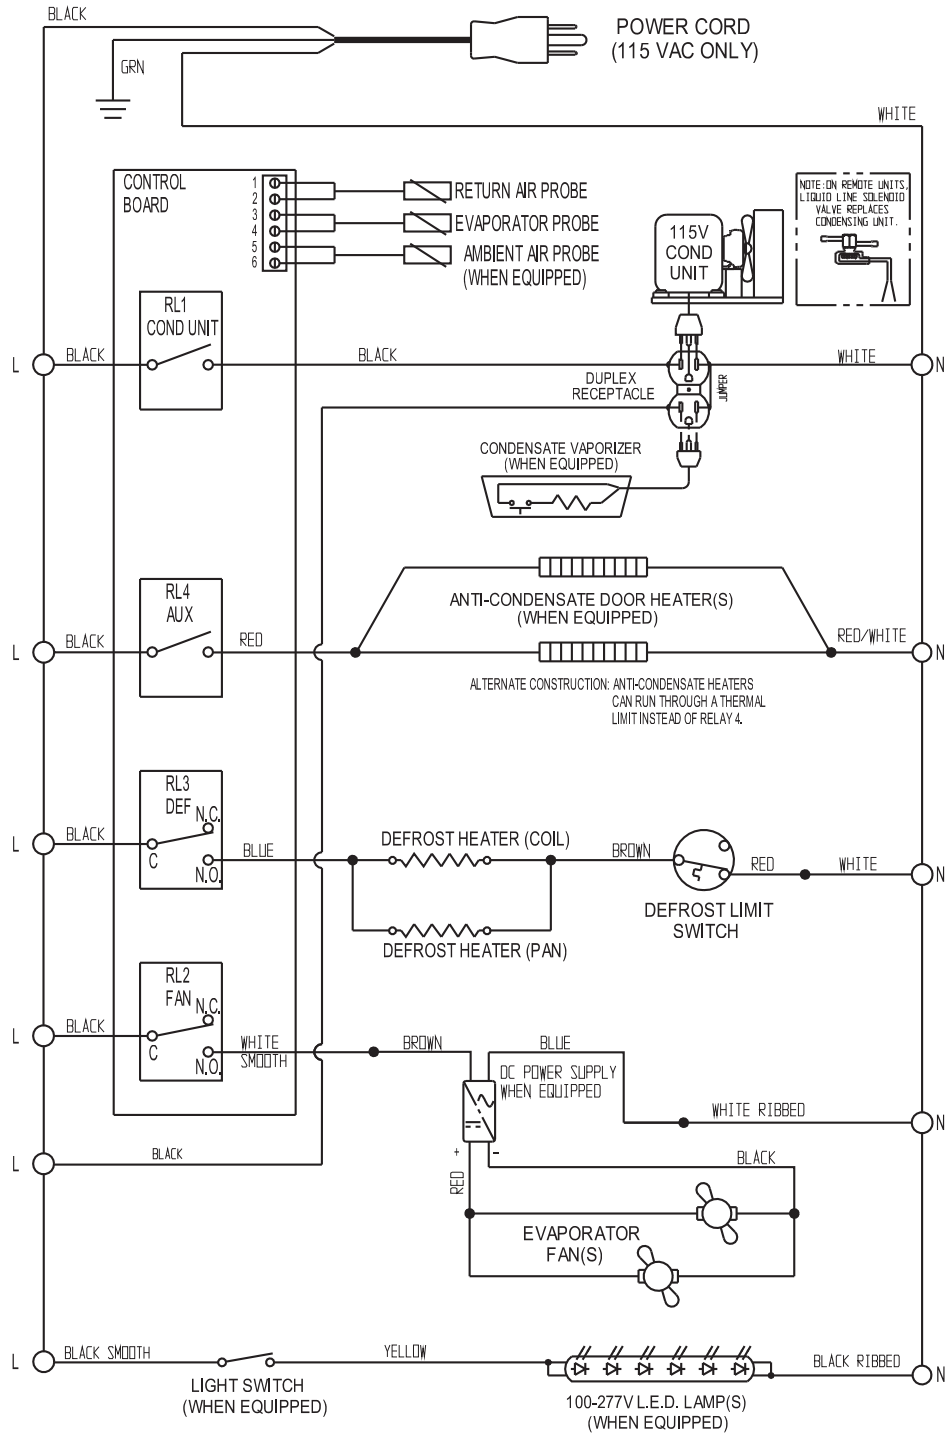 BLACK
POWER CORD
(115 VAC ONLY)
GRN
WHITE
CONTROL
BOARD
1
2
3
4
5
6
RETURN AIR PROBE
EVAPORATOR PROBE
AMBIENT AIR PROBE
(WHEN EQUIPPED)
115V
COND
UNIT
NOTE:ON REMOTE UNITS,
LIQUID LINE SOLENOID
VALVE REPLACES
CONDENSING UNIT.
RL1
COND UNIT
L
BLACK
BLACK
WHITE
N
DUPLEX
RECEPTACLE
JUMPER
CONDENSATE VAPORIZER
(WHEN EQUIPPED)
RL4
AUX
L
BLACK
RED
ANTI-CONDENSATE DOOR HEATER(S)
(WHEN EQUIPPED)
RED/WHITE
N
ALTERNATE CONSTRUCTION: ANTI-CONDENSATE HEATERS
CAN RUN THROUGH A THERMAL
LIMIT INSTEAD OF RELAY 4.
RL3
DEF
N.C.
L
BLACK
C
N.O.
BLUE
DEFROST HEATER (COIL)
BROWN
RED
WHITE
N
DEFROST LIMIT
SWITCH
DEFROST HEATER (PAN)
RL2
FAN
N.C.
L
BLACK
C
N.O.
WHITE
SMOOTH
BROWN
BLUE
DC POWER SUPPLY
WHEN EQUIPPED
WHITE RIBBED
N
L
BLACK
+
-
RED
BLACK
EVAPORATOR
FAN(S)
L
BLACK SMOOTH
YELLOW
BLACK RIBBED
N
LIGHT SWITCH
(WHEN EQUIPPED)
100-277V L.E.D. LAMP(S)
(WHEN EQUIPPED)